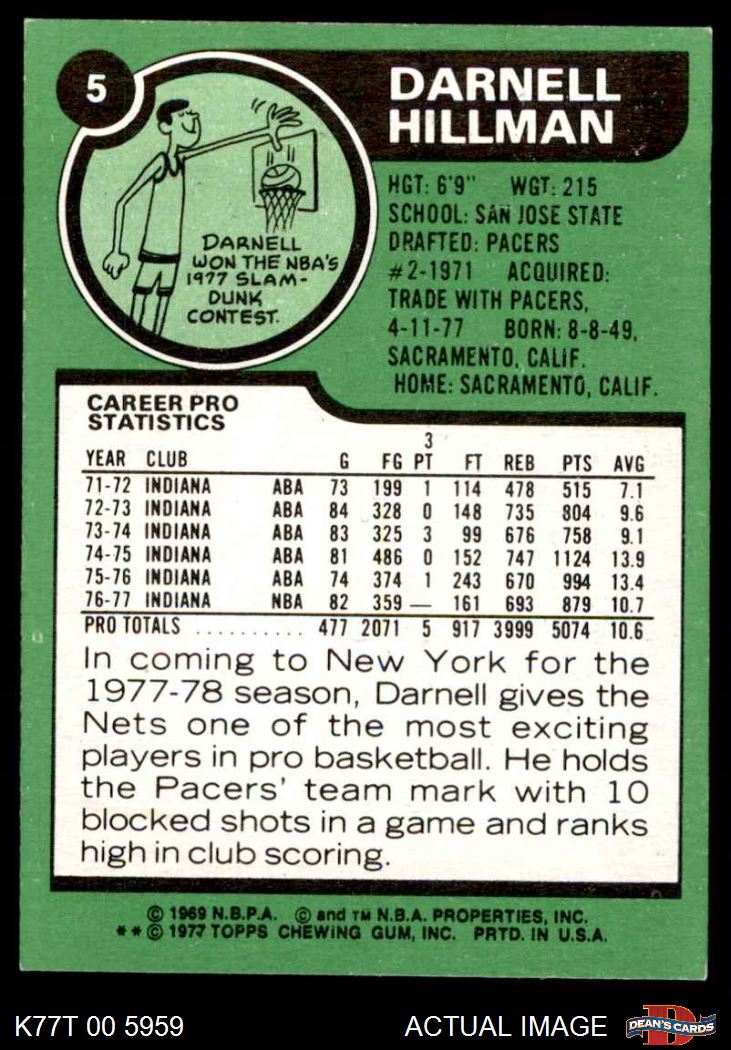 5
DARNELL
HILLMAN
DARNELL
WON THE NBA'S
1977 SLAM-
DUNK
CONTEST.
HGT: 6'9" WGT: 215
SCHOOL: SAN JOSE STATE
DRAFTED: PACERS
#2-1971 ACQUIRED:
TRADE WITH PACERS,
4-11-77 BORN: 8-8-49,
SACRAMENTO, CALIF.
HOME: SACRAMENTO, CALIF.
CAREER PRO
STATISTICS
YEAR CLUB G FG 3 PT FT REB PTS AVG
71-72 INDIANA ABA 73 199 1 114 478 515 7.1
72-73 INDIANA ABA 84 328 0 148 735 804 9.6
73-74 INDIANA ABA 83 325 3 99 676 758 9.1
74-75 INDIANA ABA 81 486 0 152 747 1124 13.9
75-76 INDIANA ABA 74 374 1 243 670 994 13.4
76-77 INDIANA NBA 82 359 — 161 693 879 10.7
PRO TOTALS .......... 477 2071 5 917 3999 5074 10.6
In coming to New York for the
1977-78 season, Darnell gives the
Nets one of the most exciting
players in pro basketball. He holds
the Pacers' team mark with 10
blocked shots in a game and ranks
high in club scoring.
© 1969 N.B.P.A. © and TM N.B.A. PROPERTIES, INC.
**© 1977 TOPPS CHEWING GUM, INC. PRTD. IN U.S.A.
K77T 00 5959 ACTUAL IMAGE DEAN'S CARDS